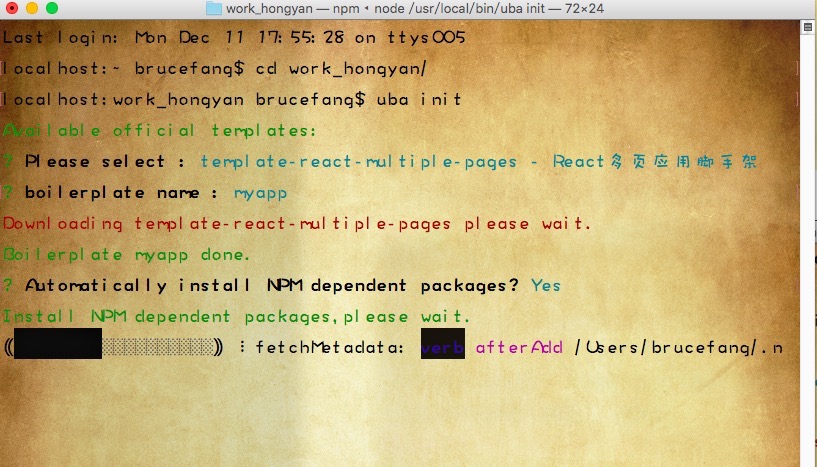 work_hongyan — npm • node /usr/local/bin/uba init — 72×24
Last login: Mon Dec 11 17:55:28 on ttys005
localhost:~ brucefang$ cd work_hongyan/
localhost:work_hongyan brucefang$ uba init
Available official templates:
? Please select : template-react-multiple-pages - React多页应用脚手架
? boilerplate name : myapp
Downloading template-react-multiple-pages please wait.
Boilerplate myapp done.
? Automatically install NPM dependent packages? Yes
Install NPM dependent packages,please wait.
((█████████░░░░░░░░░░)) ⠇ fetchMetadata: verb afterAdd /Users/brucefang/.n